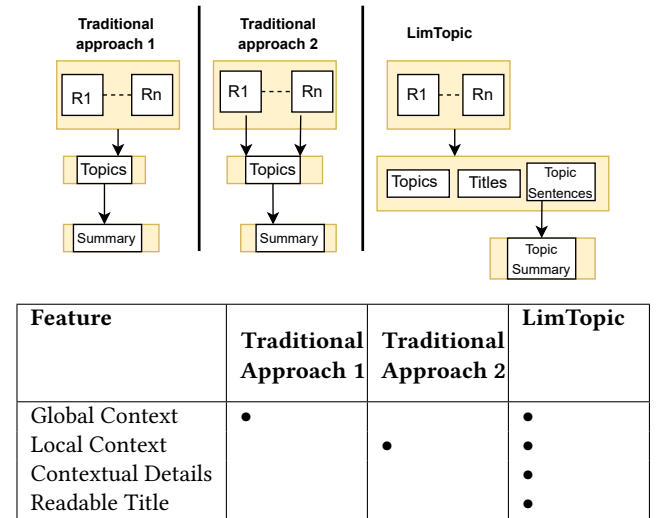 Traditional
approach 1
Traditional
approach 2
LimTopic
R1
Rn
R1
Rn
R1
Rn
Topics
Topics
Topics
Titles
Topic
Sentences
Summary
Summary
Topic
Summary
Feature
Traditional
Approach 1
Traditional
Approach 2
LimTopic
Global Context • •
Local Context • •
Contextual Details •
Readable Title •